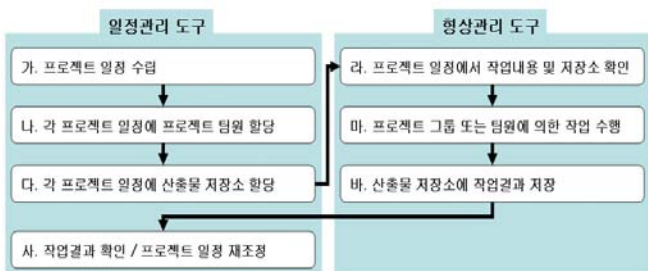 일정관리 도구
가. 프로젝트 일정 수립
나. 각 프로젝트 일정에 프로젝트 팀원 할당
다. 각 프로젝트 일정에 산출물 저장소 할당
사. 작업결과 확인 / 프로젝트 일정 재조정
형상관리 도구
라. 프로젝트 일정에서 작업내용 및 저장소 확인
마. 프로젝트 그룹 또는 팀원에 의한 작업 수행
바. 산출물 저장소에 작업결과 저장